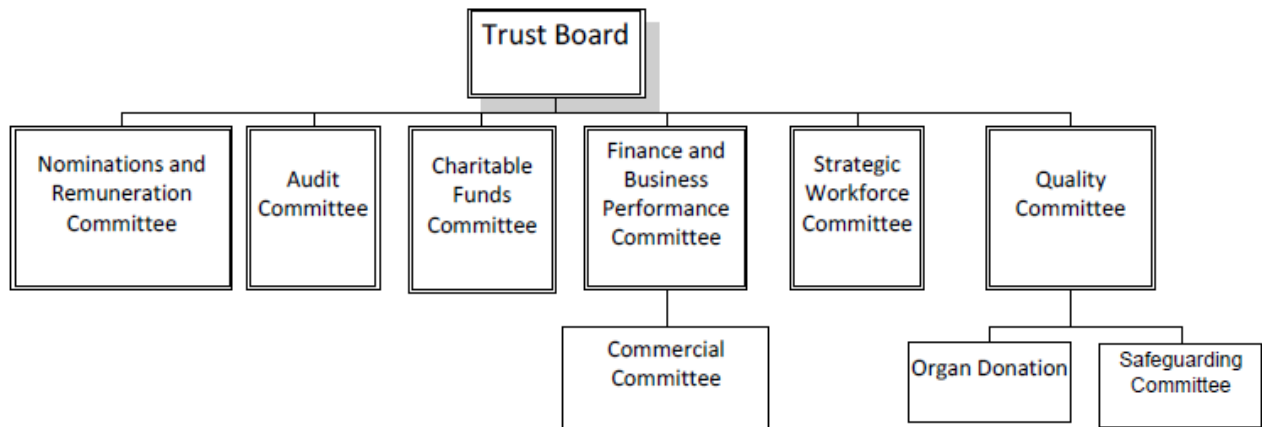 Trust Board
Nominations and
Remuneration
Committee
Audit
Committee
Charitable
Funds
Committee
Finance and
Business
Performance
Committee
Strategic
Workforce
Committee
Quality
Committee
Commercial
Committee
Organ Donation
Safeguarding
Committee